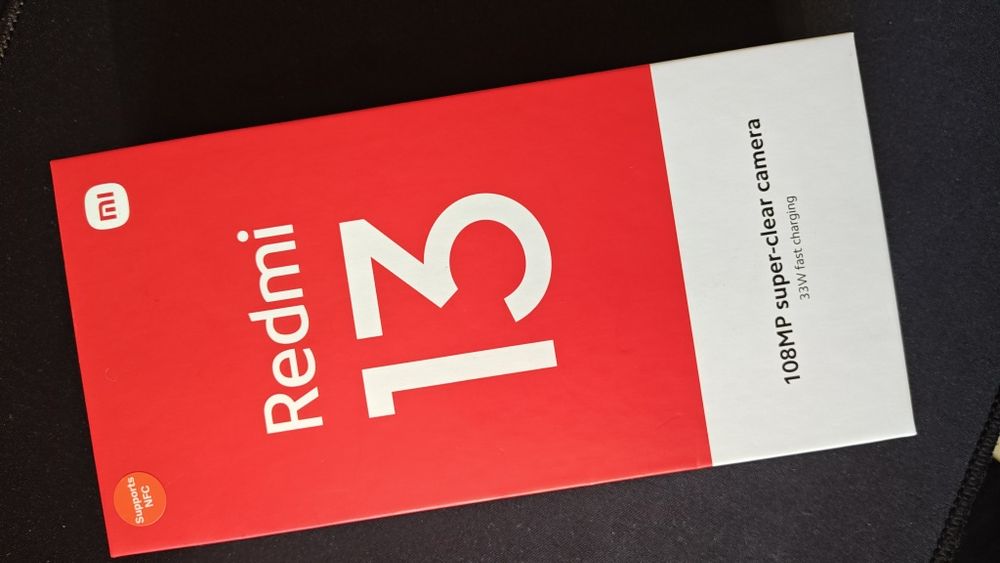 mi
Supports
NFC
Redmi
13
108MP super-clear camera
33W fast charging